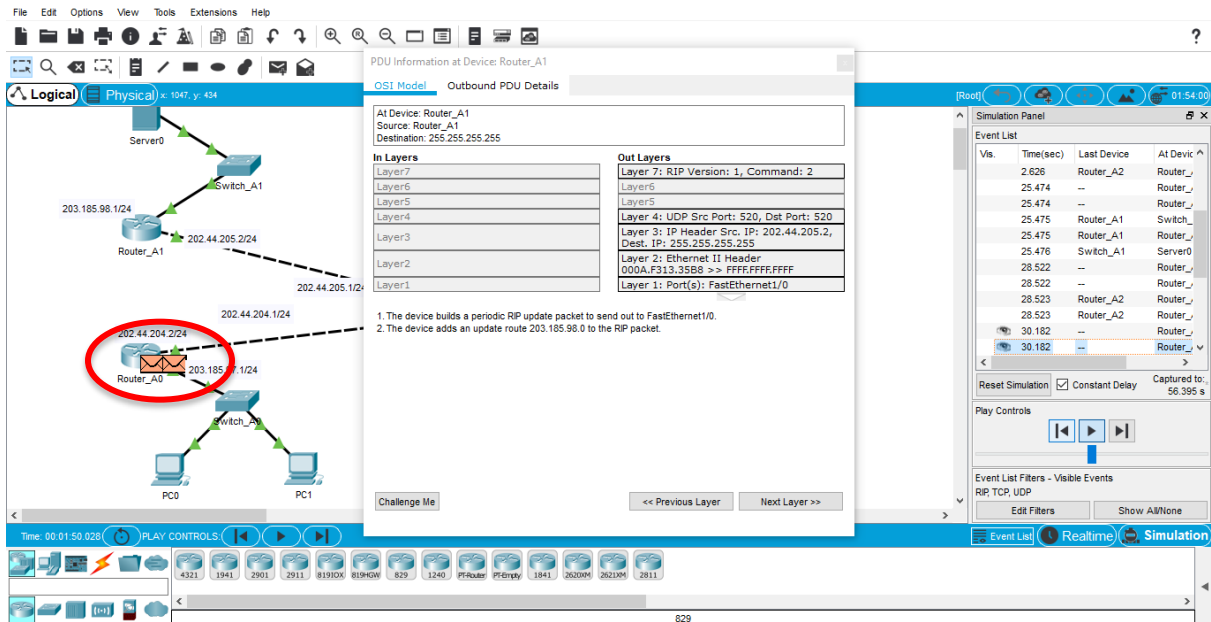 File Edit Options View Tools Extensions Help
?
PDU Information at Device: Router_A1
OSI Model Outbound PDU Details
Logical Physical x: 1047, y: 434
[Root] 01:54:00
At Device: Router_A1
Source: Router_A1
Destination: 255.255.255.255
In Layers Out Layers
Layer7 Layer 7: RIP Version: 1, Command: 2
Layer6 Layer6
Layer5 Layer5
Layer4 Layer 4: UDP Src Port: 520, Dst Port: 520
Layer3 Layer 3: IP Header Src. IP: 202.44.205.2,
Dest. IP: 255.255.255.255
Layer2 Layer 2: Ethernet II Header
000A.F313.35B8 >> FFFF.FFFF.FFFF
Layer1 Layer 1: Port(s): FastEthernet1/0
1. The device builds a periodic RIP update packet to send out to FastEthernet1/0.
2. The device adds an update route 203.185.98.0 to the RIP packet.
Challenge Me << Previous Layer Next Layer >>
Server0
Switch_A1
203.185.98.1/24
202.44.205.2/24
Router_A1
202.44.205.1/24
202.44.204.1/24
202.44.204.2/24
Router_A0
Switch_A0
PC0 PC1
Simulation Panel
Event List
Vis. Time(sec) Last Device At Devic
2.626 Router_A2 Router_
25.474 -- Router_
25.474 -- Router_
25.475 Router_A1 Switch_
25.475 Router_A1 Router_
25.476 Switch_A1 Server0
28.522 -- Router_
28.522 -- Router_
28.523 Router_A2 Router_
28.523 Router_A2 Router_
30.182 -- Router_
30.182 -- Router_
Reset Simulation Constant Delay Captured to:
56.395 s
Play Controls
Event List Filters - Visible Events
RIP, TCP, UDP
Edit Filters Show All/None
Time: 00:01:50.028 PLAY CONTROLS:
Event List Realtime Simulation
4321 1941 2901 2911 819IOX 819HGW 829 1240 PT-Router PT-Empty 1841 2620XM 2621XM 2811
829